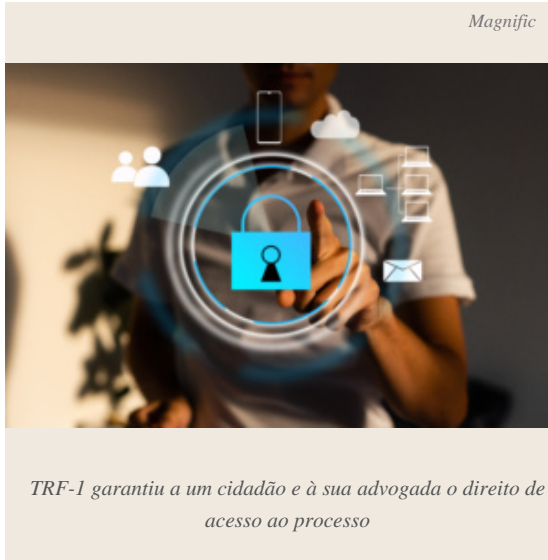 Magnific
TRF-1 garantiu a um cidadão e à sua advogada o direito de
acesso ao processo